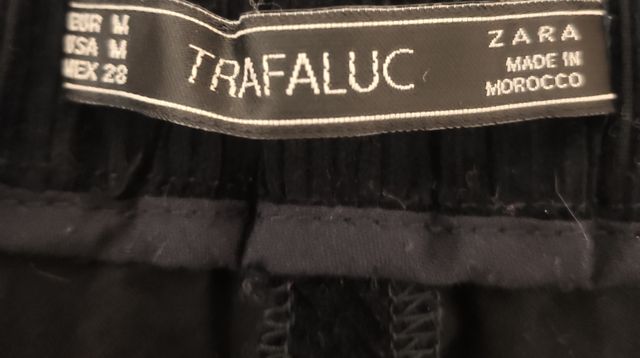 EUR M
USA M
MEX 28
TRAFALUC
ZARA
MADE IN
MOROCCO